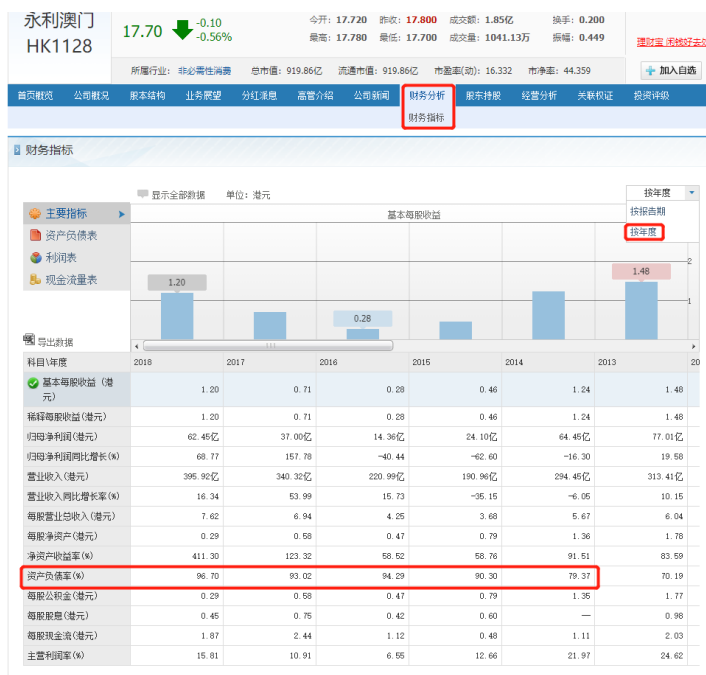 永利澳门
HK1128
17.70 -0.10
-0.56%
今开: 17.720 昨收: 17.800 成交额: 1.85亿 换手: 0.200
最高: 17.780 最低: 17.700 成交量: 1041.13万 振幅: 0.449
理财宝 闲钱好去
所属行业: 非必需性消费 总市值: 919.86亿 流通市值: 919.86亿 市盈率(动): 16.332 市净率: 44.359
加入自选
首页概览 公司概况 股本结构 业务展望 分红派息 高管介绍 公司新闻 财务分析 股东持股 经营分析 关联权证 投资评级
财务指标
财务指标
显示全部数据 单位: 港元 按年度
按报告期
按年度
主要指标
资产负债表
利润表
现金流量表
基本每股收益
2
1
1.20
0.28
1.48
导出数据
科目\年度 2018 2017 2016 2015 2014 2013 20
基本每股收益 (港元) 1.20 0.71 0.28 0.46 1.24 1.48
稀释每股收益(港元) 1.20 0.71 0.28 0.46 1.24 1.48
归母净利润(港元) 62.45亿 37.00亿 14.36亿 24.10亿 64.45亿 77.01亿
归母净利润同比增长(%) 68.77 157.78 -40.44 -62.60 -16.30 19.58
营业收入(港元) 395.92亿 340.32亿 220.99亿 190.96亿 294.45亿 313.41亿
营业收入同比增长率(%) 16.34 53.99 15.73 -35.15 -6.05 10.15
每股营业总收入(港元) 7.62 6.94 4.25 3.68 5.67 6.04
每股净资产(港元) 0.29 0.58 0.47 0.79 1.36 1.78
净资产收益率(%) 411.30 123.32 58.52 58.76 91.51 83.59
资产负债率(%) 96.70 93.02 94.29 90.30 79.37 70.19
每股公积金(港元) 0.29 0.58 0.47 0.79 1.35 1.77
每股股息(港元) 0.45 0.75 0.42 0.60 — 0.98
每股现金流(港元) 1.87 2.44 1.12 0.48 1.11 2.03
主营利润率(%) 15.81 10.91 6.55 12.66 21.97 24.62